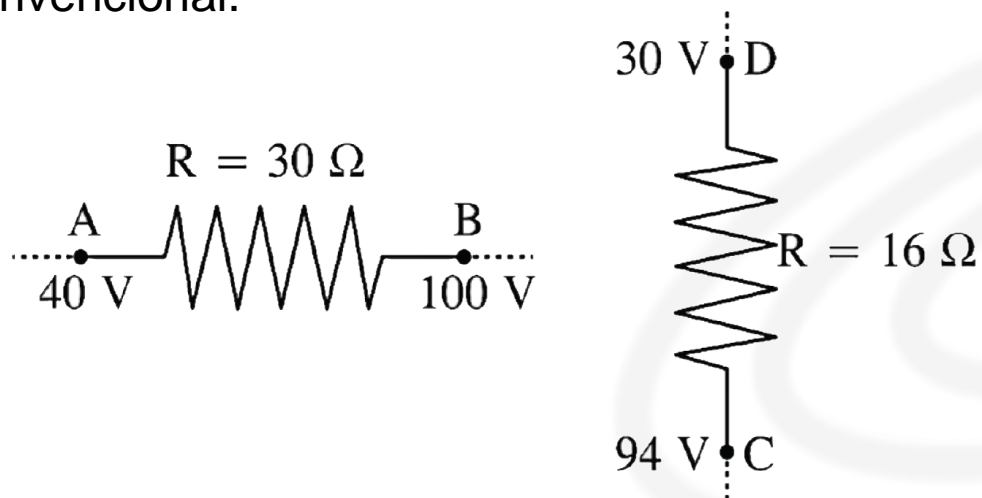 nvencional.
R = 30 Ω
A
B
40 V
100 V
30 V
D
R = 16 Ω
94 V
C